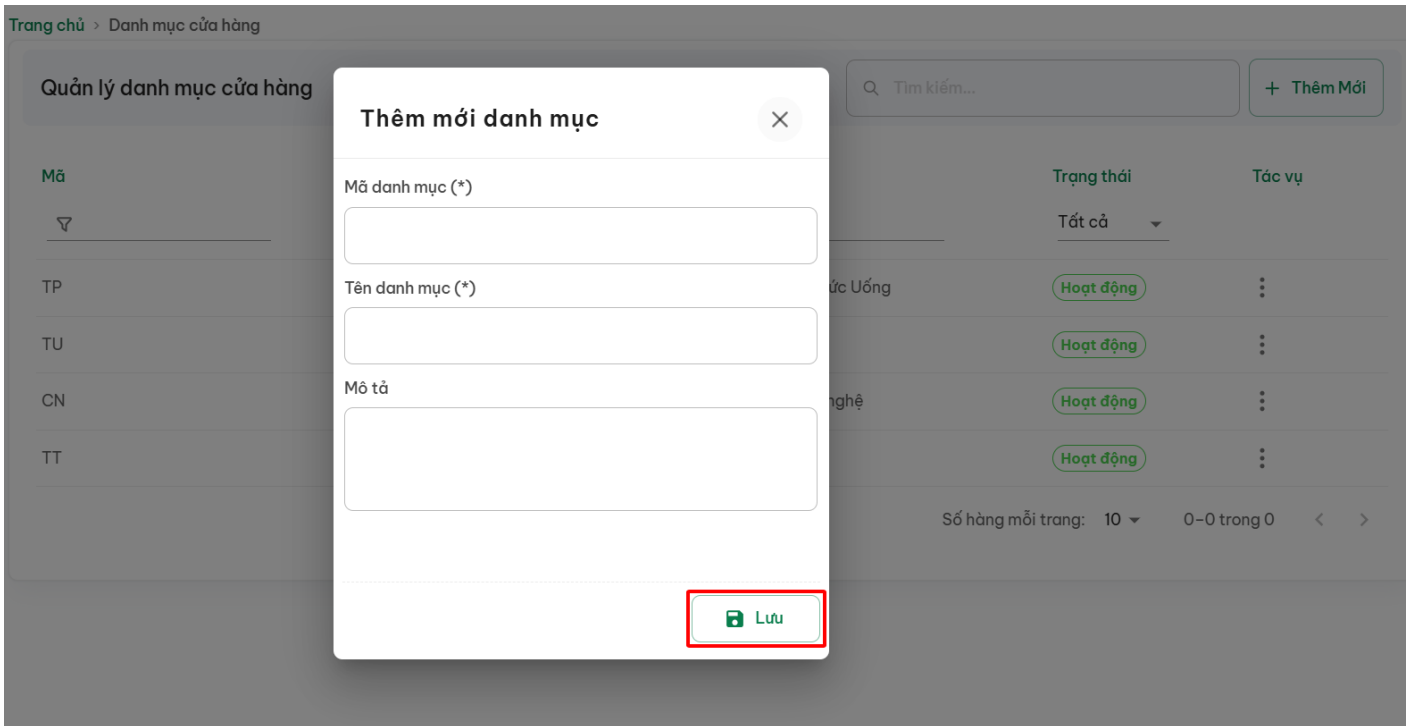 Trang chủ > Danh mục cửa hàng
Quản lý danh mục cửa hàng
Tìm kiếm...
+ Thêm Mới
Thêm mới danh mục
Mã
Trạng thái
Tác vụ
Mã danh mục (*)
Tất cả
Tên danh mục (*)
TP
Uống
Hoạt động
TU
Hoạt động
Mô tả
CN
Hoạt động
TT
Hoạt động
Số hàng mỗi trang: 10
0–0 trong 0
Lưu